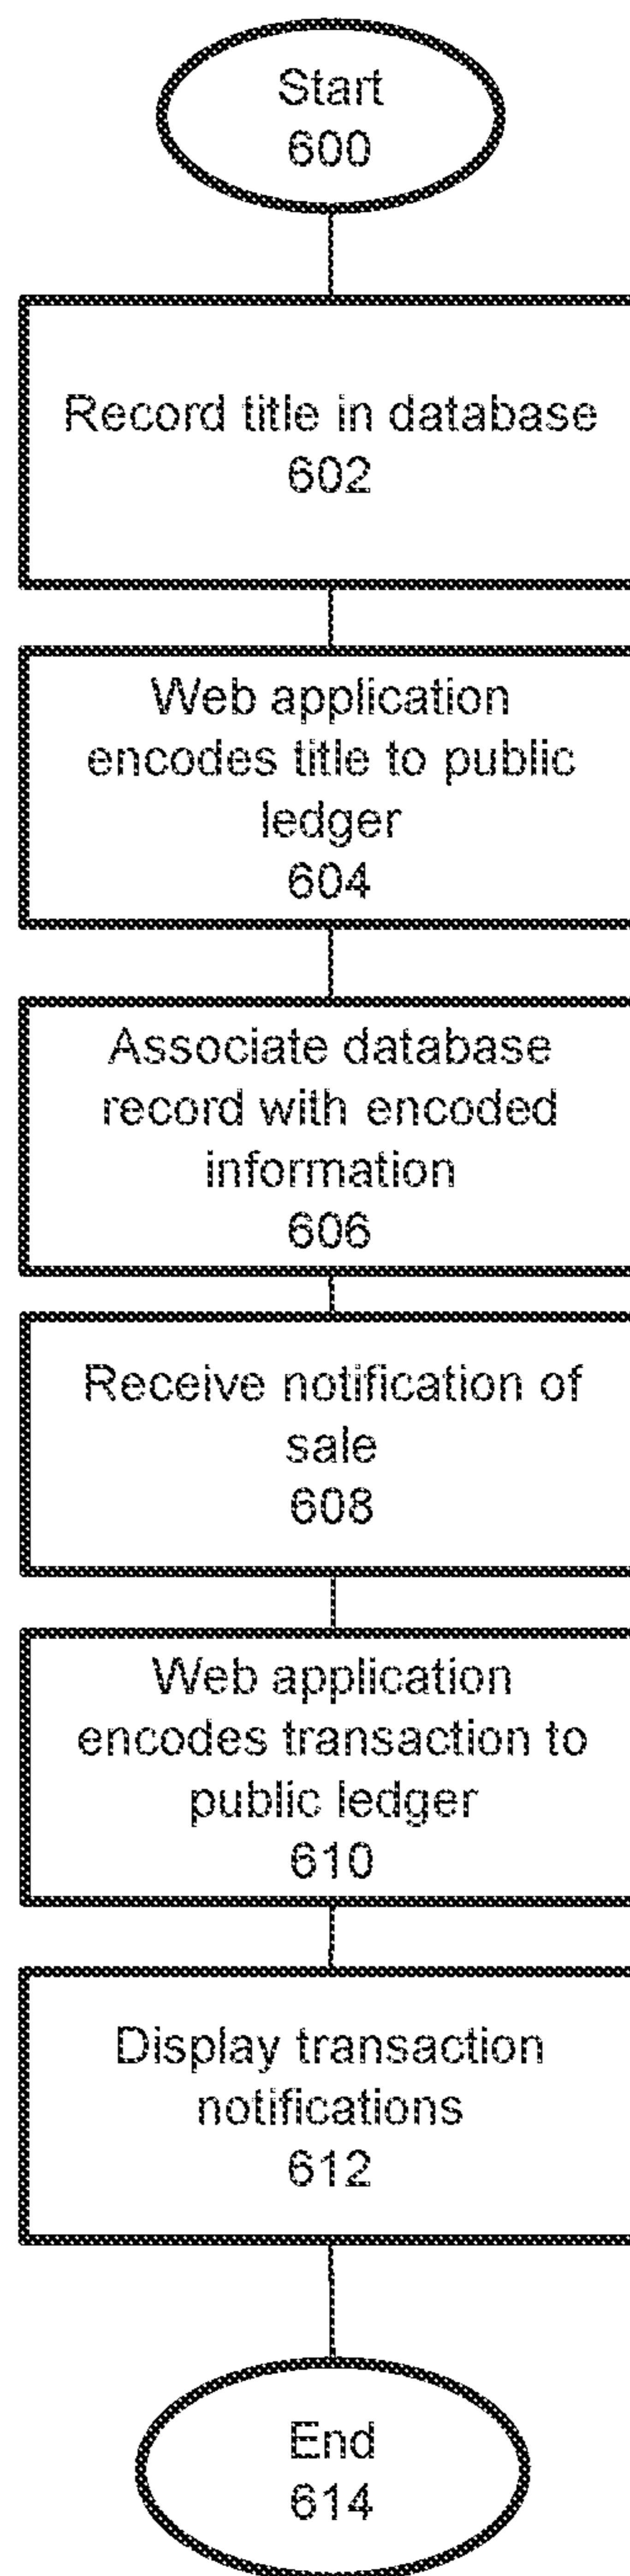 Start
600
Record title in database
602
Web application
encodes title to public
ledger
604
Associate database
record with encoded
information
606
Receive notification of
sale
608
Web application
encodes transaction to
public ledger
610
Display transaction
notifications
612
End
614